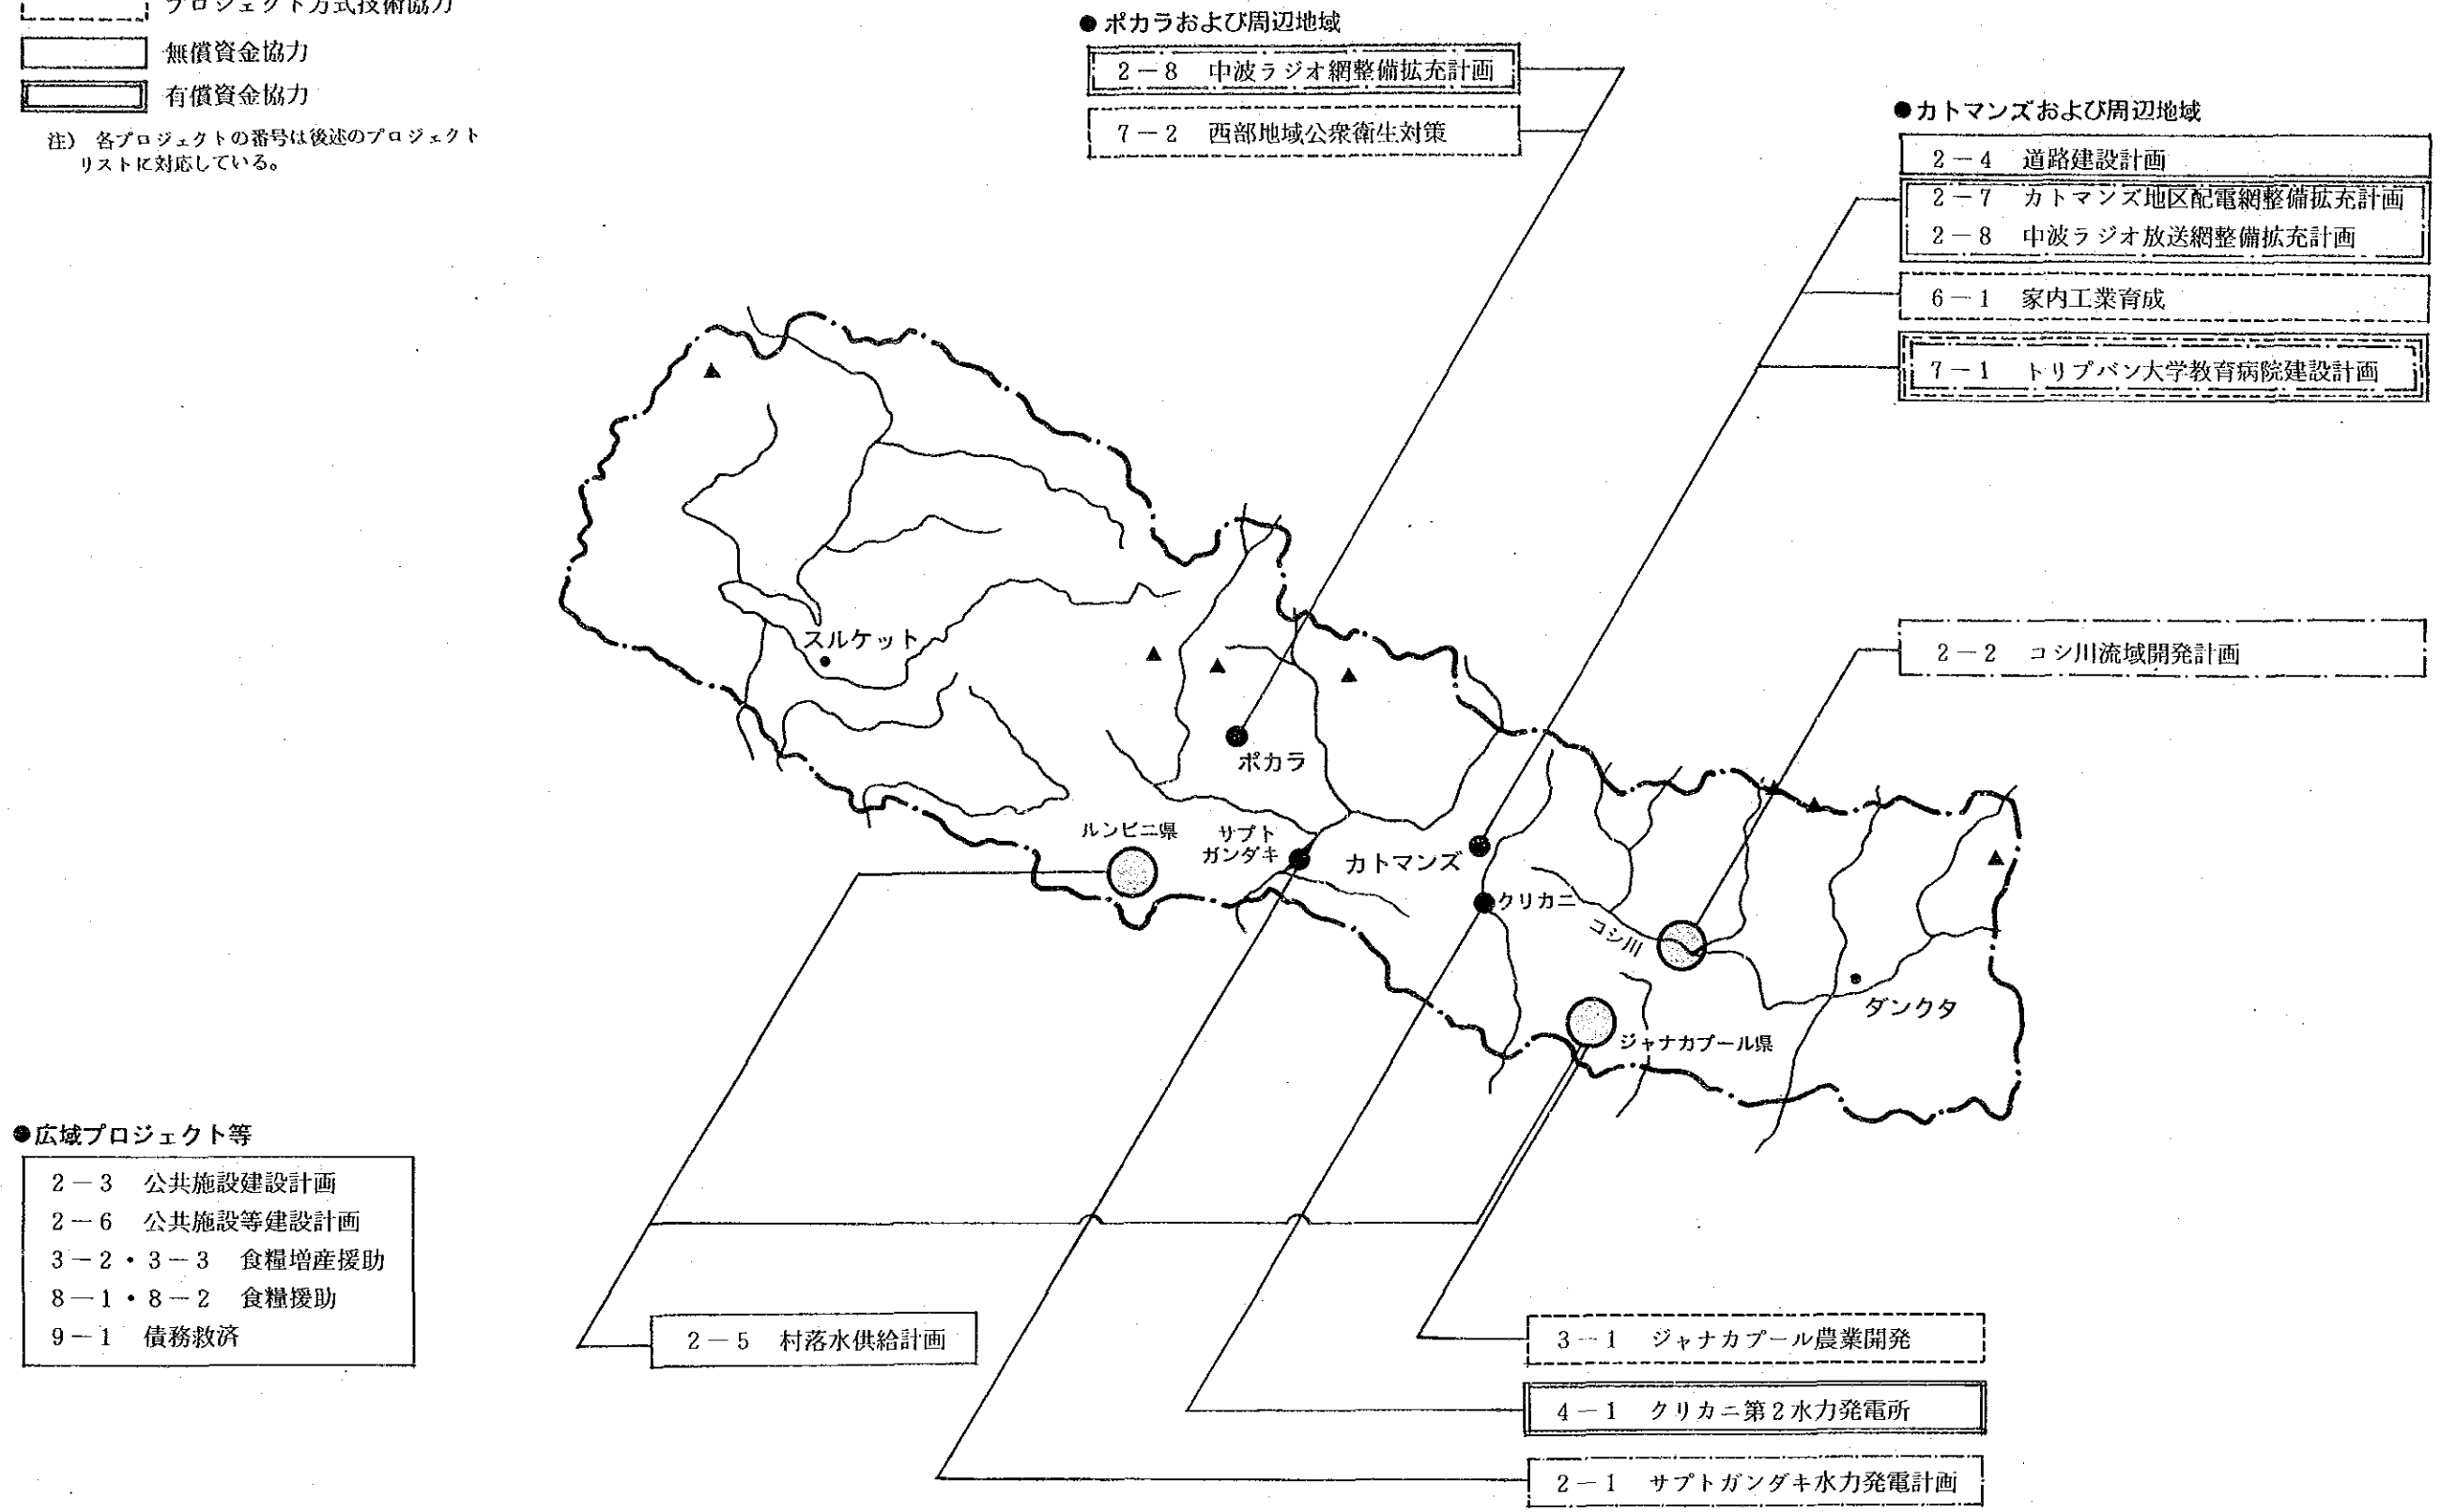 プロジェクト方式技術協力
無償資金協力
有償資金協力
注) 各プロジェクトの番号は後述のプロジェクト
リストに対応している。
●ポカラおよび周辺地域
2-8 中波ラジオ網整備拡充計画
7-2 西部地域公衆衛生対策
●カトマンズおよび周辺地域
2-4 道路建設計画
2-7 カトマンズ地区配電網整備拡充計画
2-8 中波ラジオ放送網整備拡充計画
6-1 家内工業育成
7-1 トリブバン大学教育病院建設計画
2-2 コシ川流域開発計画
スルケット
ポカラ
ルンビニ県
サプト
ガンダキ
カトマンズ
クリカニ
コシ川
ダンクタ
ジャナカプール県
●広域プロジェクト等
2-3 公共施設建設計画
2-6 公共施設等建設計画
3-2・3-3 食糧増産援助
8-1・8-2 食糧援助
9-1 債務救済
2-5 村落水供給計画
3-1 ジャナカプール農業開発
4-1 クリカニ第2水力発電所
2-1 サプトガンダキ水力発電計画